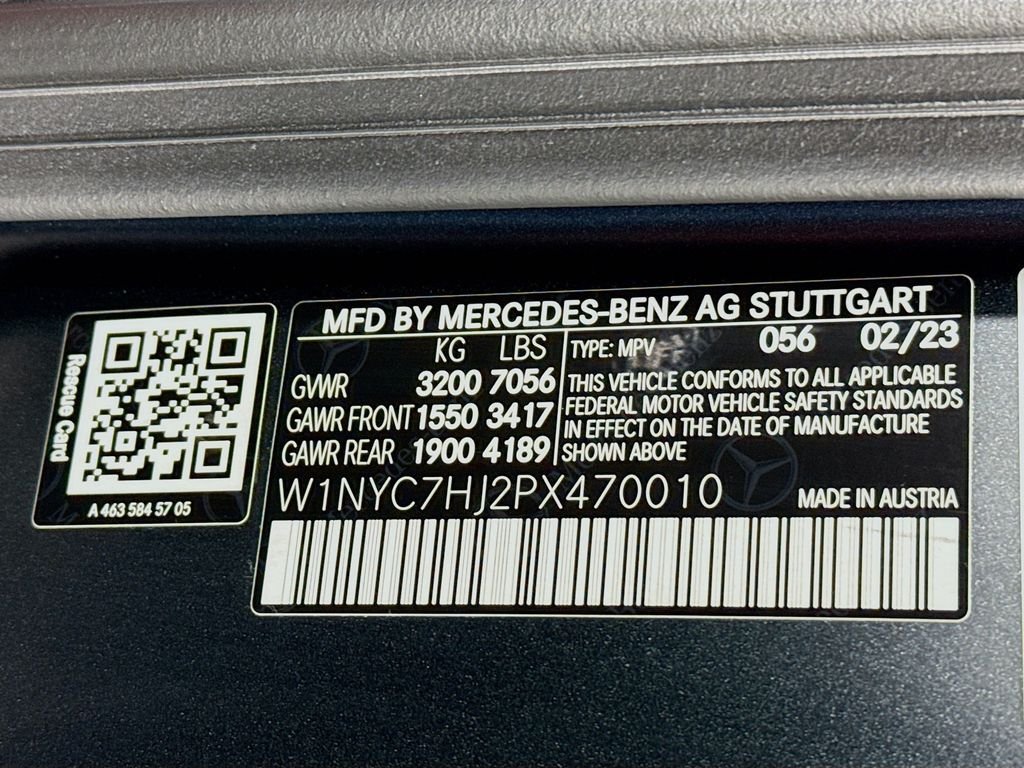 MFD BY MERCEDES-BENZ AG STUTTGART
KG LBS
GVWR 3200 7056
GAWR FRONT 1550 3417
GAWR REAR 1900 4189
TYPE: MPV 056 02/23
THIS VEHICLE CONFORMS TO ALL APPLICABLE
FEDERAL MOTOR VEHICLE SAFETY STANDARDS
IN EFFECT ON THE DATE OF MANUFACTURE
SHOWN ABOVE
W1NYC7HJ2PX470010 MADE IN AUSTRIA
Rescue Card
A 463 584 57 05